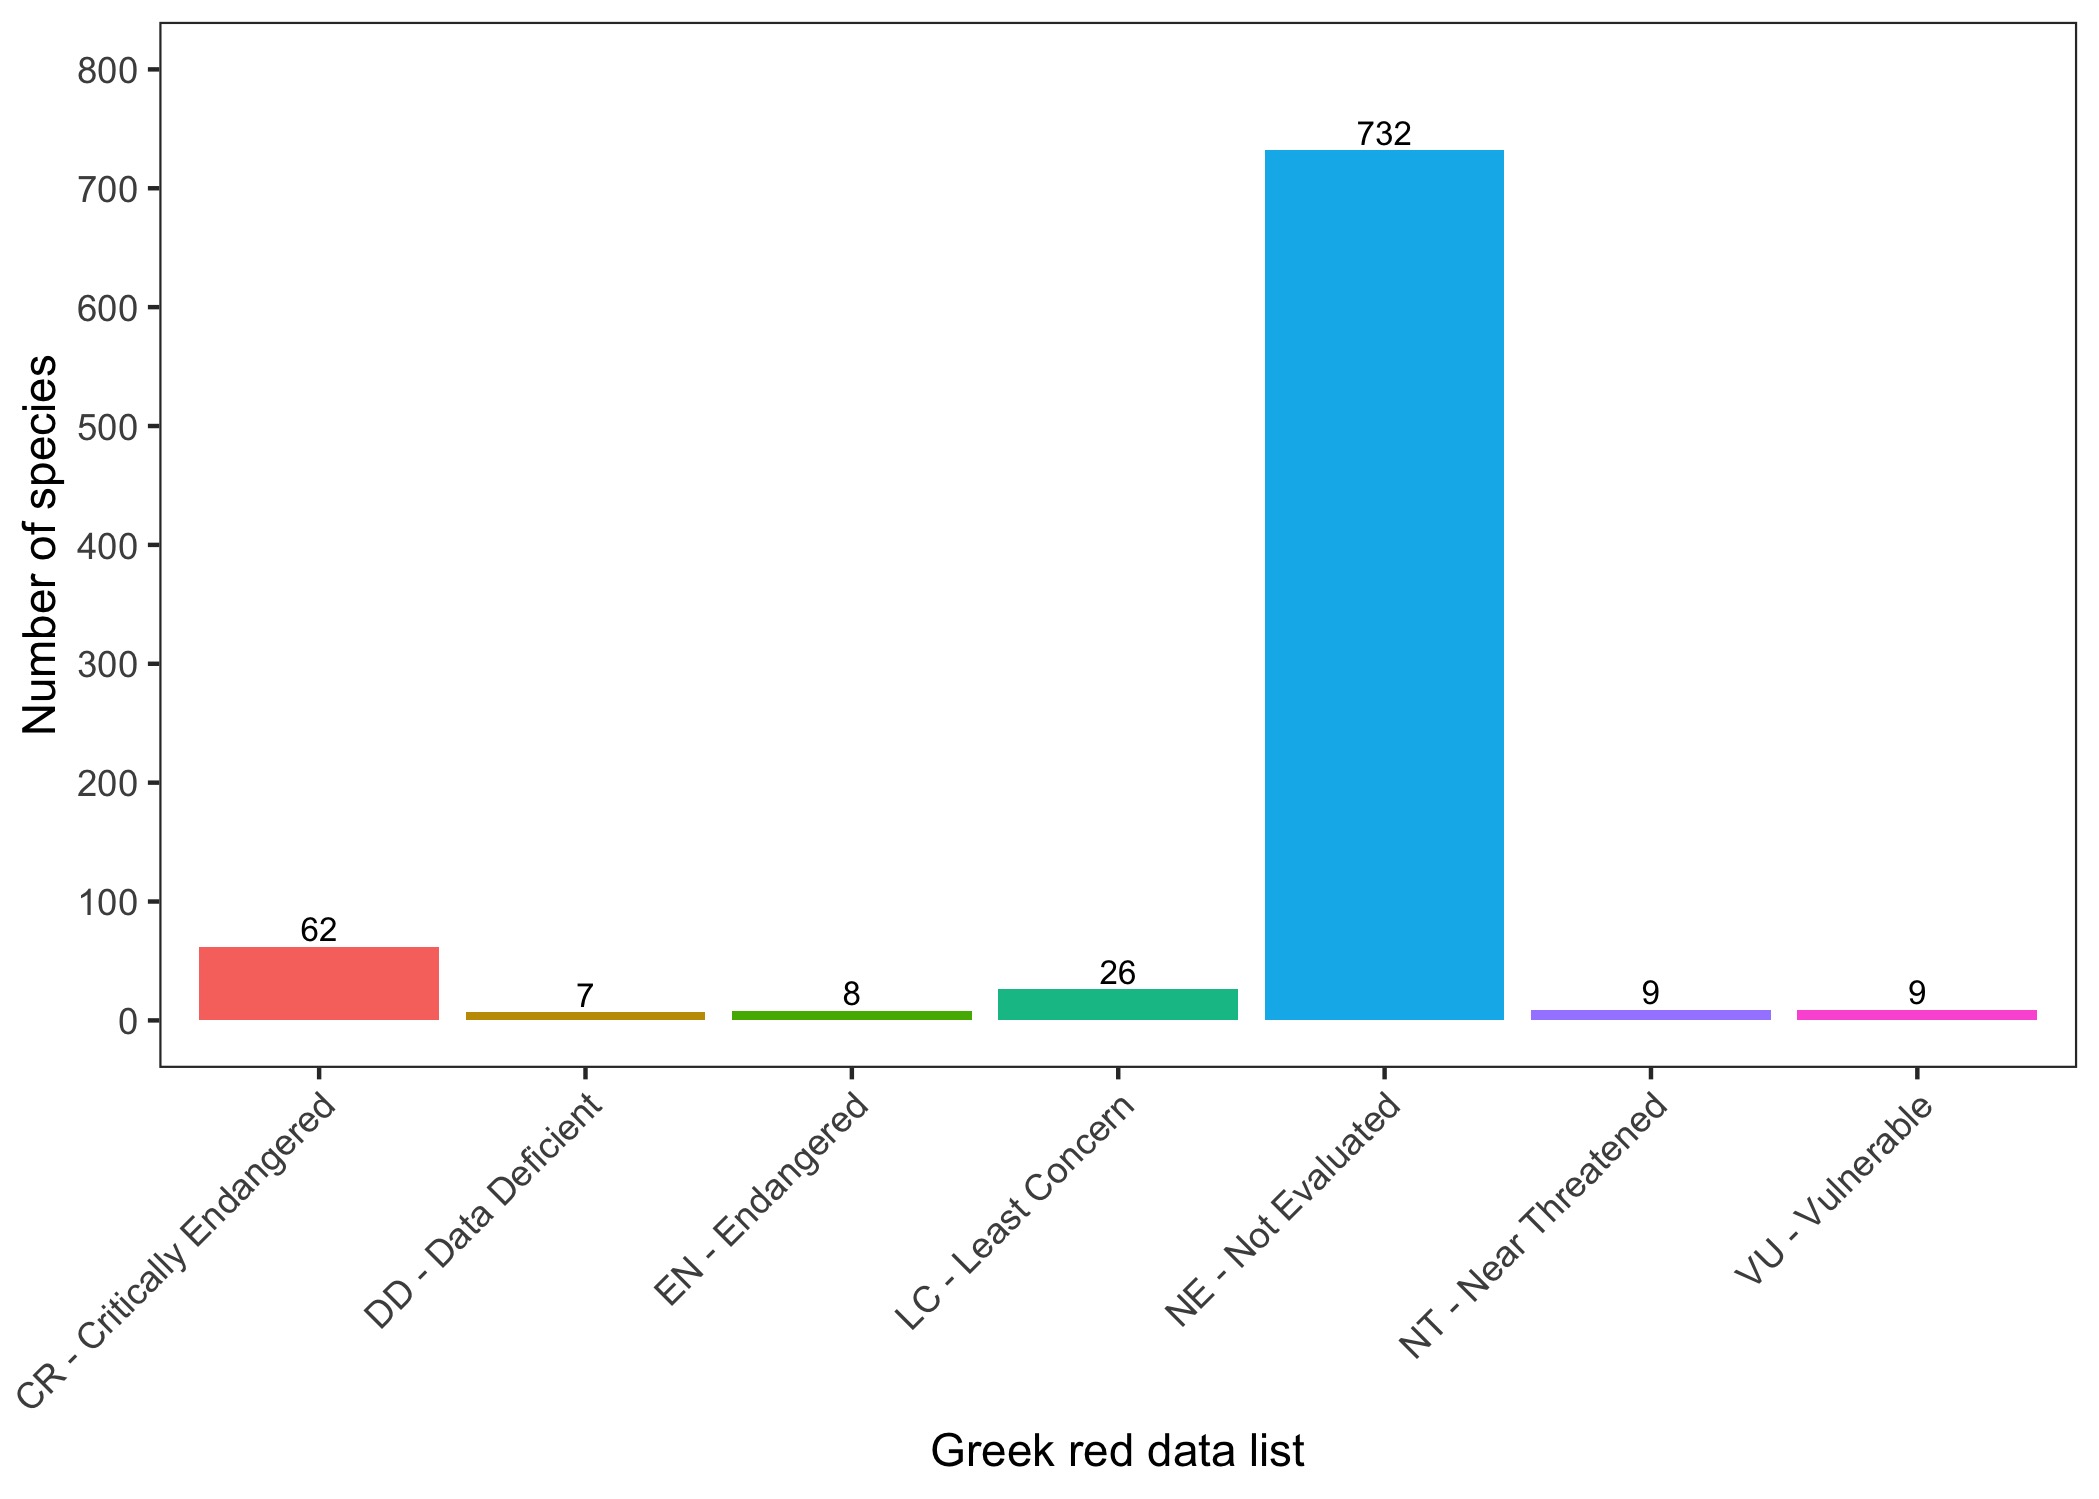 Number of species
800
700
600
500
400
300
200
100
0
62
7
8
26
732
9
9
CR - Critically Endangered
DD - Data Deficient
EN - Endangered
LC - Least Concern
NE - Not Evaluated
NT - Near Threatened
VU - Vulnerable
Greek red data list